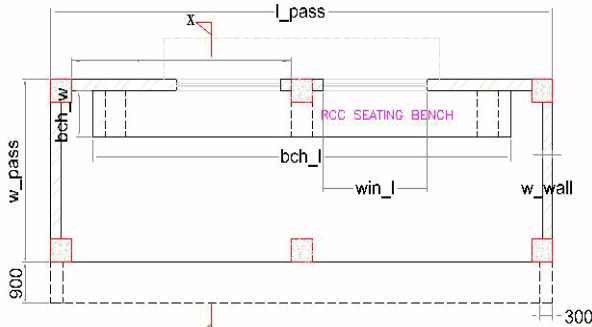 l_pass
X
bch_w
RCC SEATING BENCH
bch_l
w_pass
win_l
w_wall
900
300